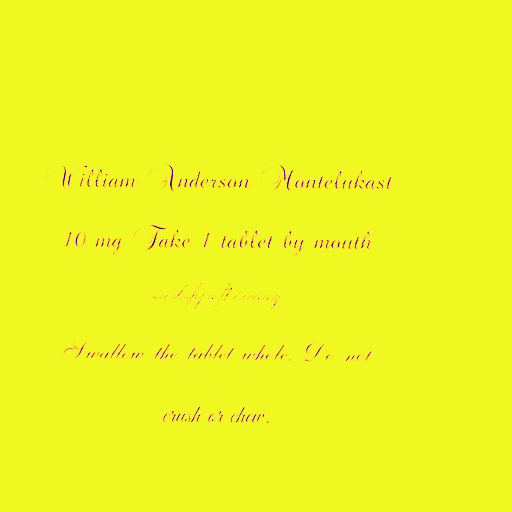 William Anderson Montelukast
10 mg Take 1 tablet by mouth
Swallow the tablet whole. Do not
crush or chew.